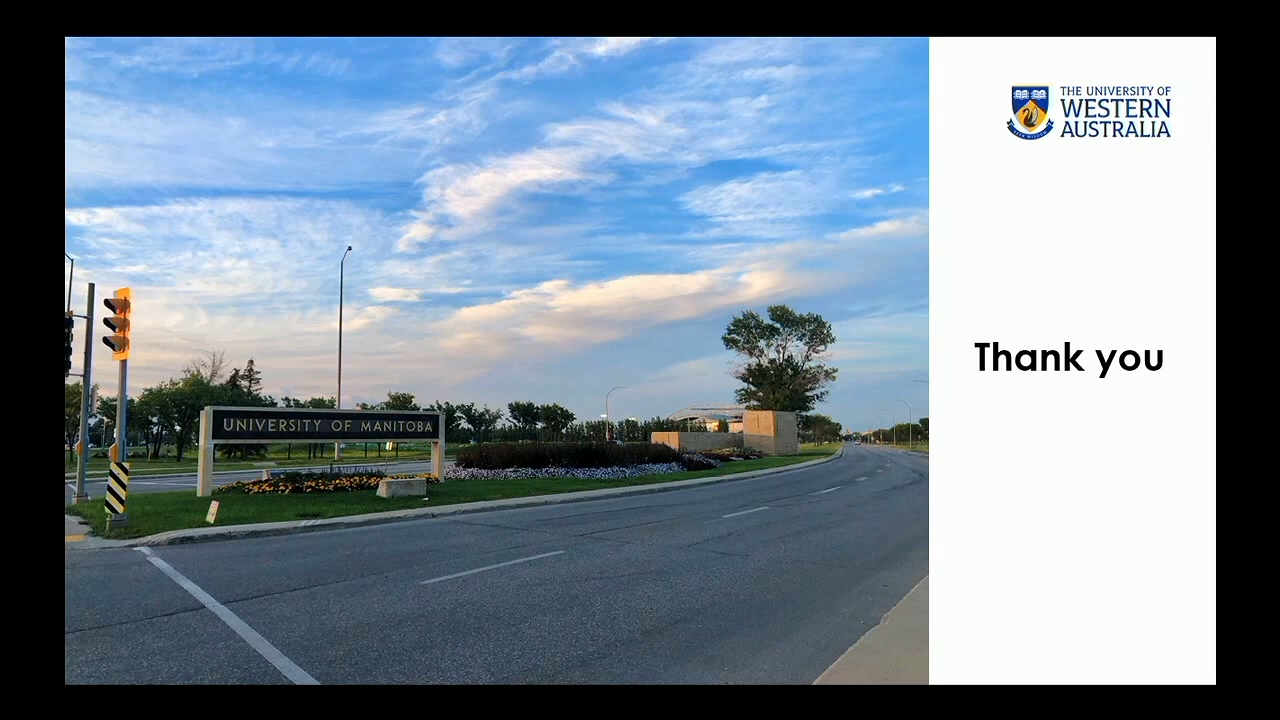 UNIVERSITY OF MANITOBA
THE UNIVERSITY OF
WESTERN
AUSTRALIA
Thank you